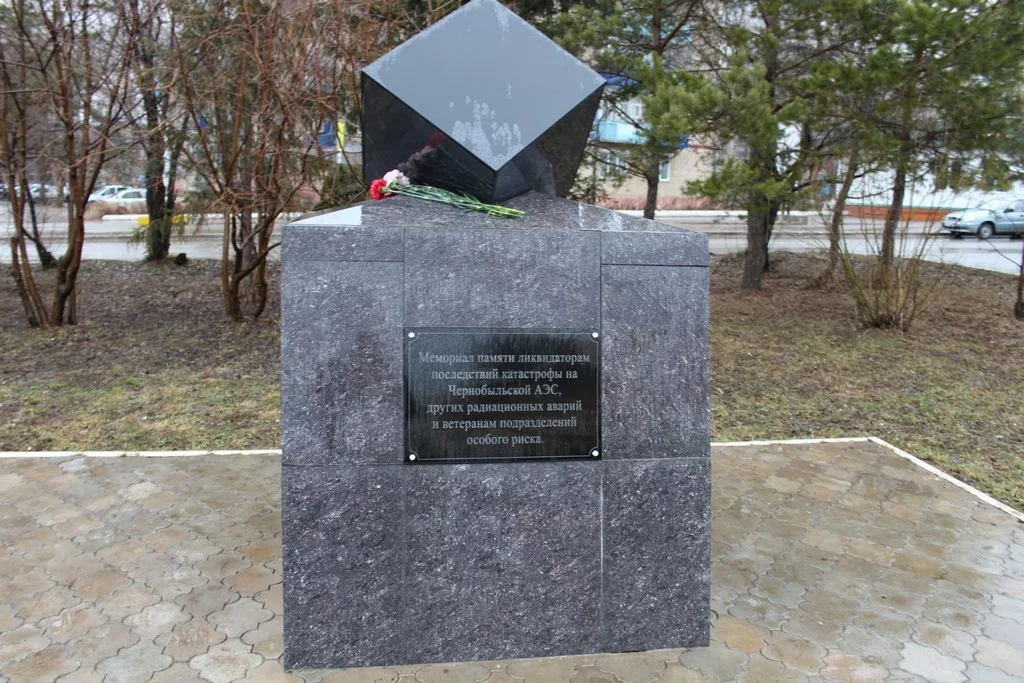 Мемориал памяти ликвидаторам
последствий катастрофы на
Чернобыльской АЭС,
других радиационных аварий
и ветеранам подразделений
особого риска.